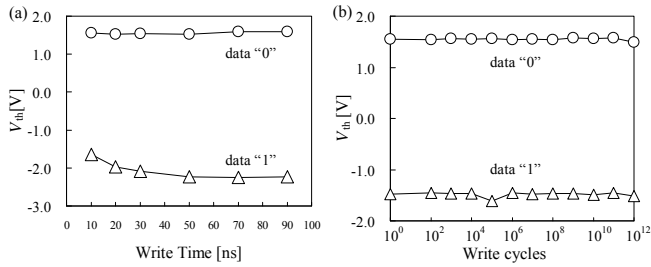 (a)
2.0
1.0
0.0
-1.0
-2.0
-3.0
V_th[V]
data “0”
data “1”
0 10 20 30 40 50 60 70 80 90 100
Write Time [ns]
(b)
2.0
1.0
0.0
-1.0
-2.0
V_th [V]
data “0”
data “1”
10^0 10^2 10^4 10^6 10^8 10^10 10^12
Write cycles